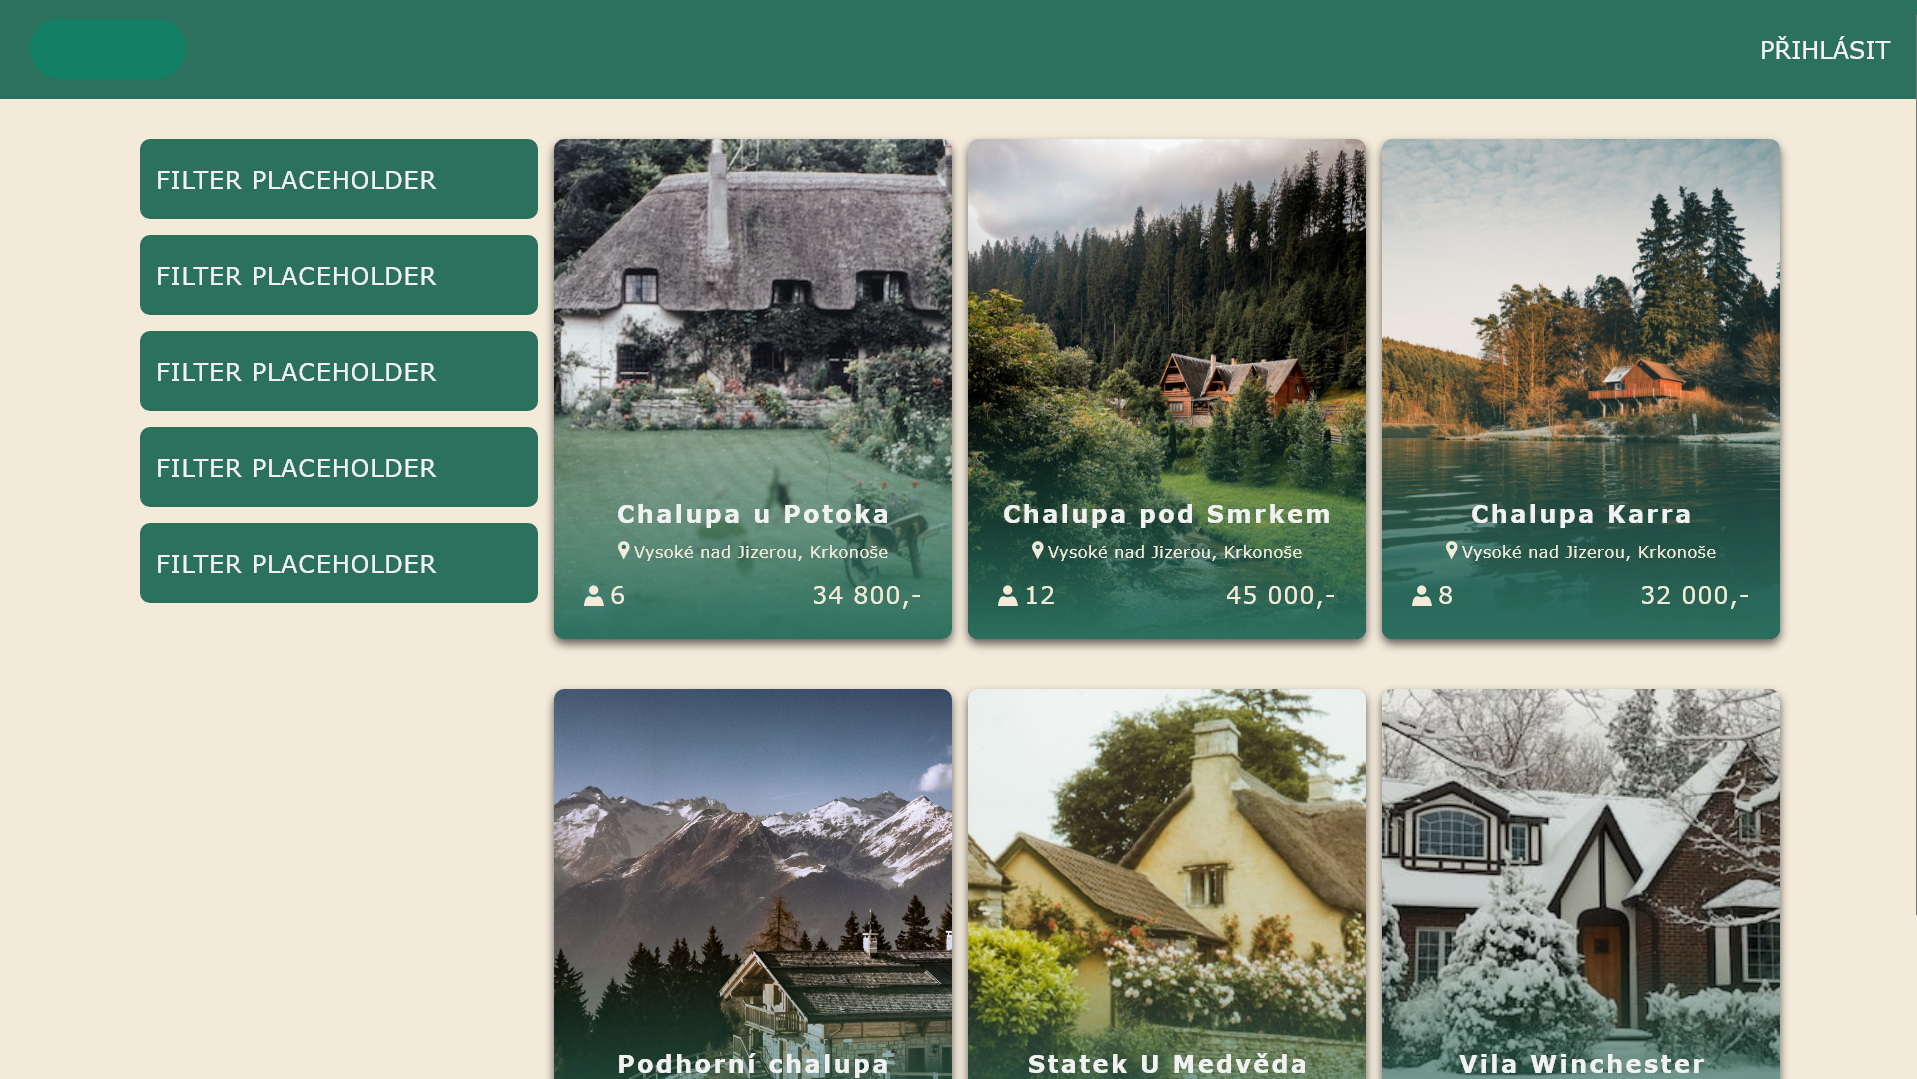 PŘIHLÁSIT
FILTER PLACEHOLDER
FILTER PLACEHOLDER
FILTER PLACEHOLDER
FILTER PLACEHOLDER
FILTER PLACEHOLDER
Chalupa u Potoka
Vysoké nad Jizerou, Krkonoše
6 34 800,-
Chalupa pod Smrkem
Vysoké nad Jizerou, Krkonoše
12 45 000,-
Chalupa Karra
Vysoké nad Jizerou, Krkonoše
8 32 000,-
Podhorní chalupa
Statek U Medvěda
Vila Winchester